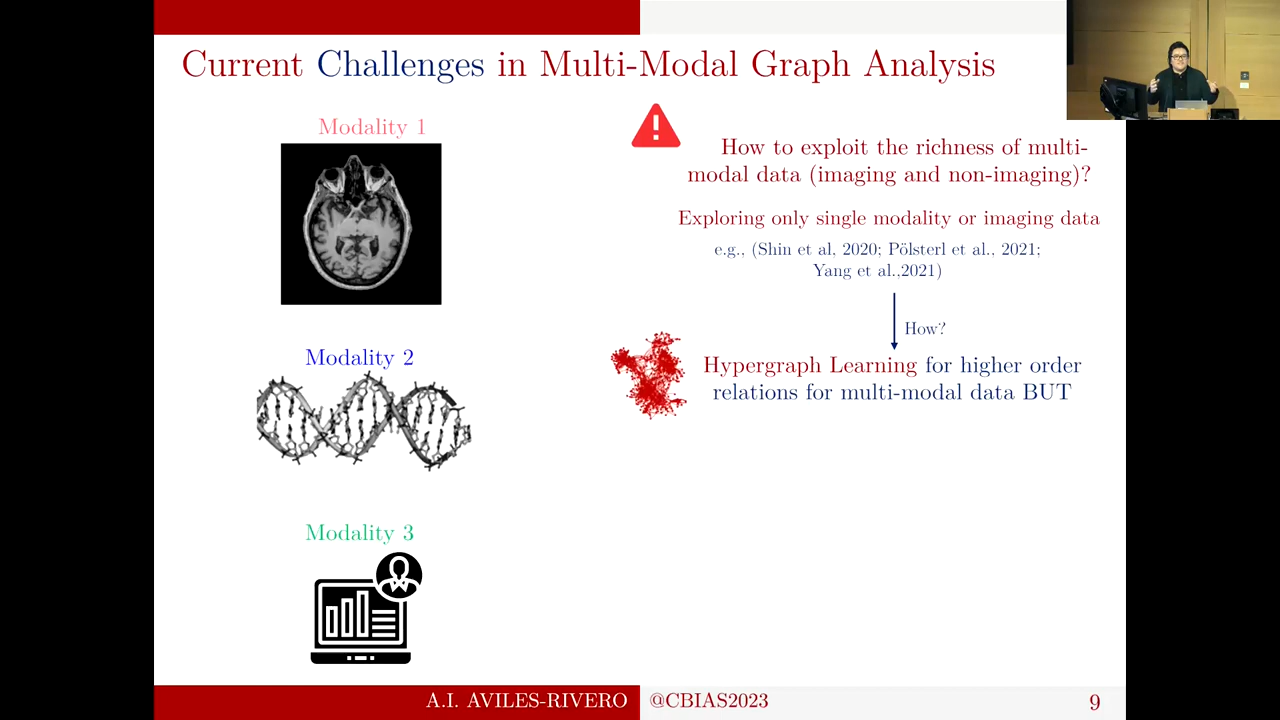 Current Challenges in Multi-Modal Graph Analysis
Modality 1
Modality 2
Modality 3
How to exploit the richness of multi-
modal data (imaging and non-imaging)?
Exploring only single modality or imaging data
e.g., (Shin et al, 2020; Pölsterl et al., 2021;
Yang et al.,2021)
How?
Hypergraph Learning for higher order
relations for multi-modal data BUT
A.I. AVILES-RIVERO @CBIAS2023 9